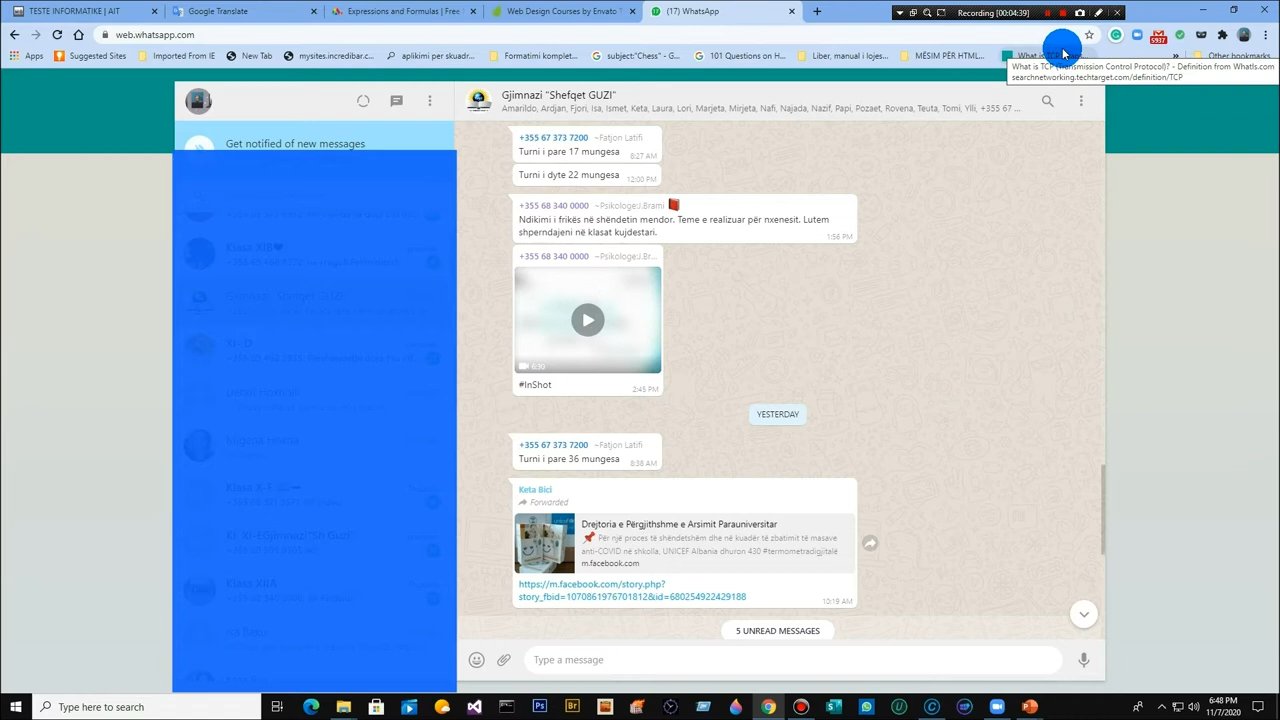 TESTE INFORMATIKE | AIT
Google Translate
Expressions and Formulas | Free
Web Design Courses by Envato T
(17) WhatsApp
Recording [00:04:39]
web.whatsapp.com
5937
Apps
Suggested Sites
Imported From IE
New Tab
mysites.incredibar.c...
aplikimi i kursores...
Formatimi komplet...
subject:"Chess" - G...
101 Questions on H...
Liber, manual i lojes...
MËSIM PËR HTML...
Other bookmarks
What is TCP (Transmission Control Protocol)? - Definition from WhatIs.com
searchnetworking.techtarget.com/definition/TCP
Gjimnazi "Shefqet GUZI"
Amarildo, Ardjan, Fjori, Isa, Ismet, Keta, Laura, Lori, Marjeta, Mirjeta, Nafi, Najada, Nazif, Papi, Pozaet, Rovena, Teuta, Tomi, Ylli, +355 67 ...
Get notified of new messages
+355 67 373 7200 ~Fatjon Latifi
Turni i pare 17 mungesa
8:27 AM
Turni i dyte 22 mungesa
12:00 PM
+355 68 340 0000 ~Psikologe:J.Brami
Ndikimi i frikës në shëndetin mendor. Teme e realizuar për nxenesit. Lutem
shperndajeni në klasat kujdestari.
1:56 PM
+355 68 340 0000 ~Psikologe:J.Br...
6:30
#InShot
2:45 PM
YESTERDAY
+355 67 373 7200 ~Fatjon Latifi
Turni i pare 36 mungesa
8:38 AM
Keta Bici
Forwarded
Drejtoria e Përgjithshme e Arsimit Parauniversitar
Për një proces të shëndetshëm dhe në kuadër të zbatimit të masave
anti-COVID në shkolla, UNICEF Albania dhuron 430 #termometradigjitalë
m.facebook.com
https://m.facebook.com/story.php?
story_fbid=1070861976701812&id=680254922429188
10:19 AM
5 UNREAD MESSAGES
Type a message
Klasa XIB
XI- D
Klasa XIIA
Type here to search
6:48 PM
11/7/2020